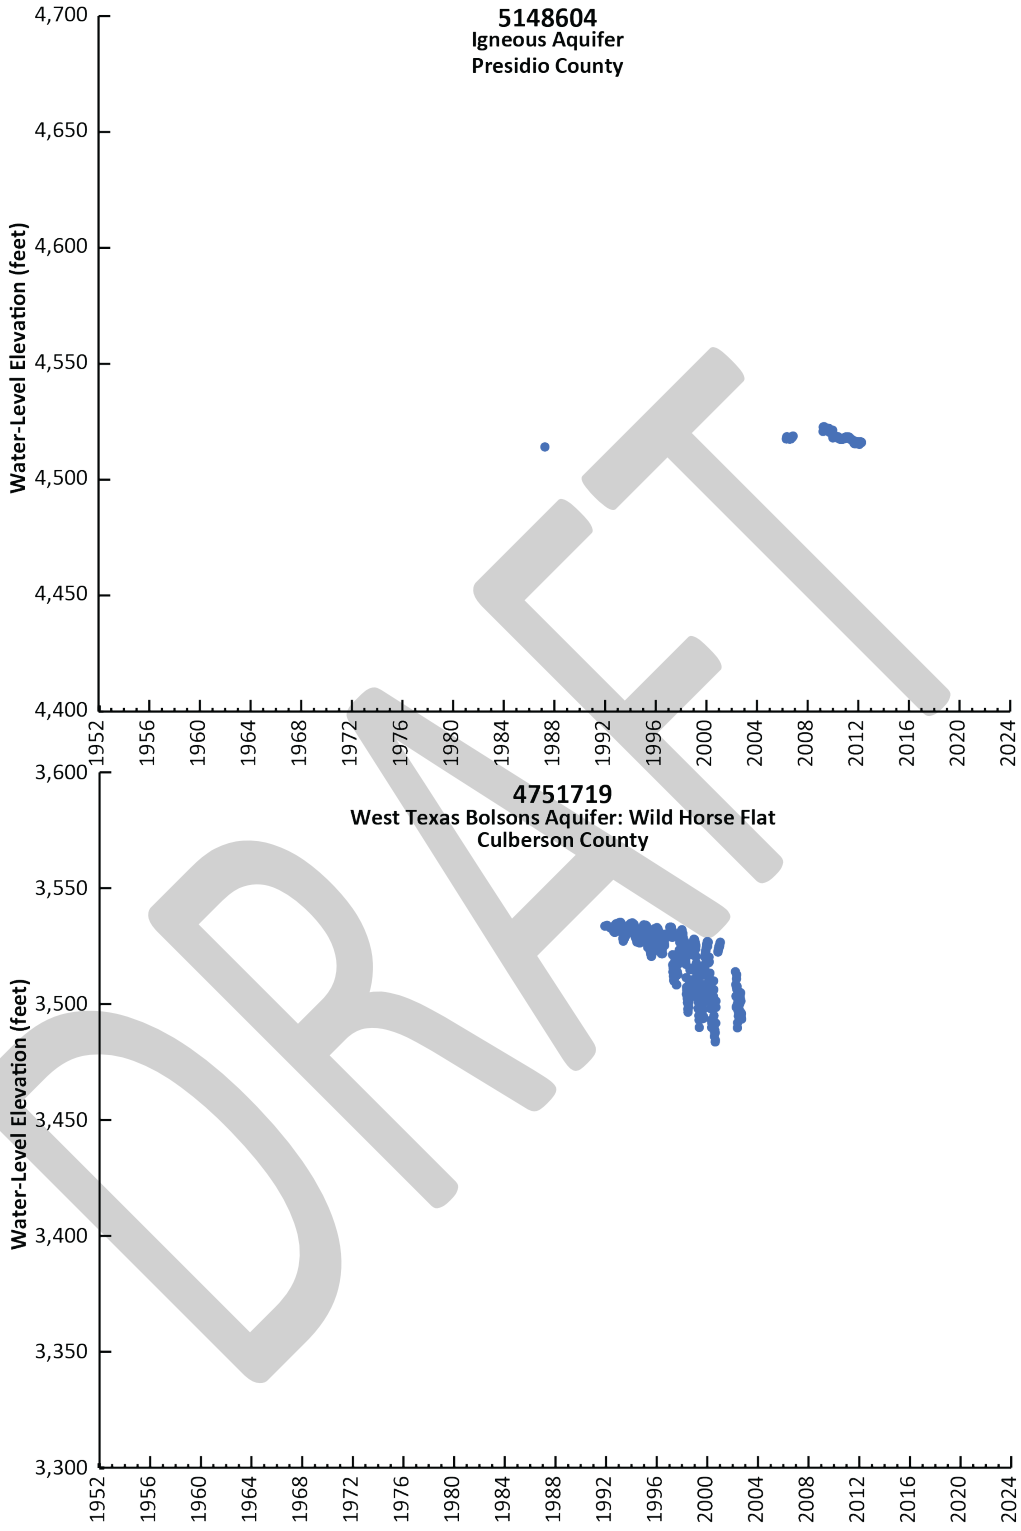 5148604
Igneous Aquifer
Presidio County
Water-Level Elevation (feet)
4,700
4,650
4,600
4,550
4,500
4,450
4,400
1952 1956 1960 1964 1968 1972 1976 1980 1984 1988 1992 1996 2000 2004 2008 2012 2016 2020 2024
4751719
West Texas Bolsons Aquifer: Wild Horse Flat
Culberson County
Water-Level Elevation (feet)
3,600
3,550
3,500
3,450
3,400
3,350
3,300
1952 1956 1960 1964 1968 1972 1976 1980 1984 1988 1992 1996 2000 2004 2008 2012 2016 2020 2024
DRAFT